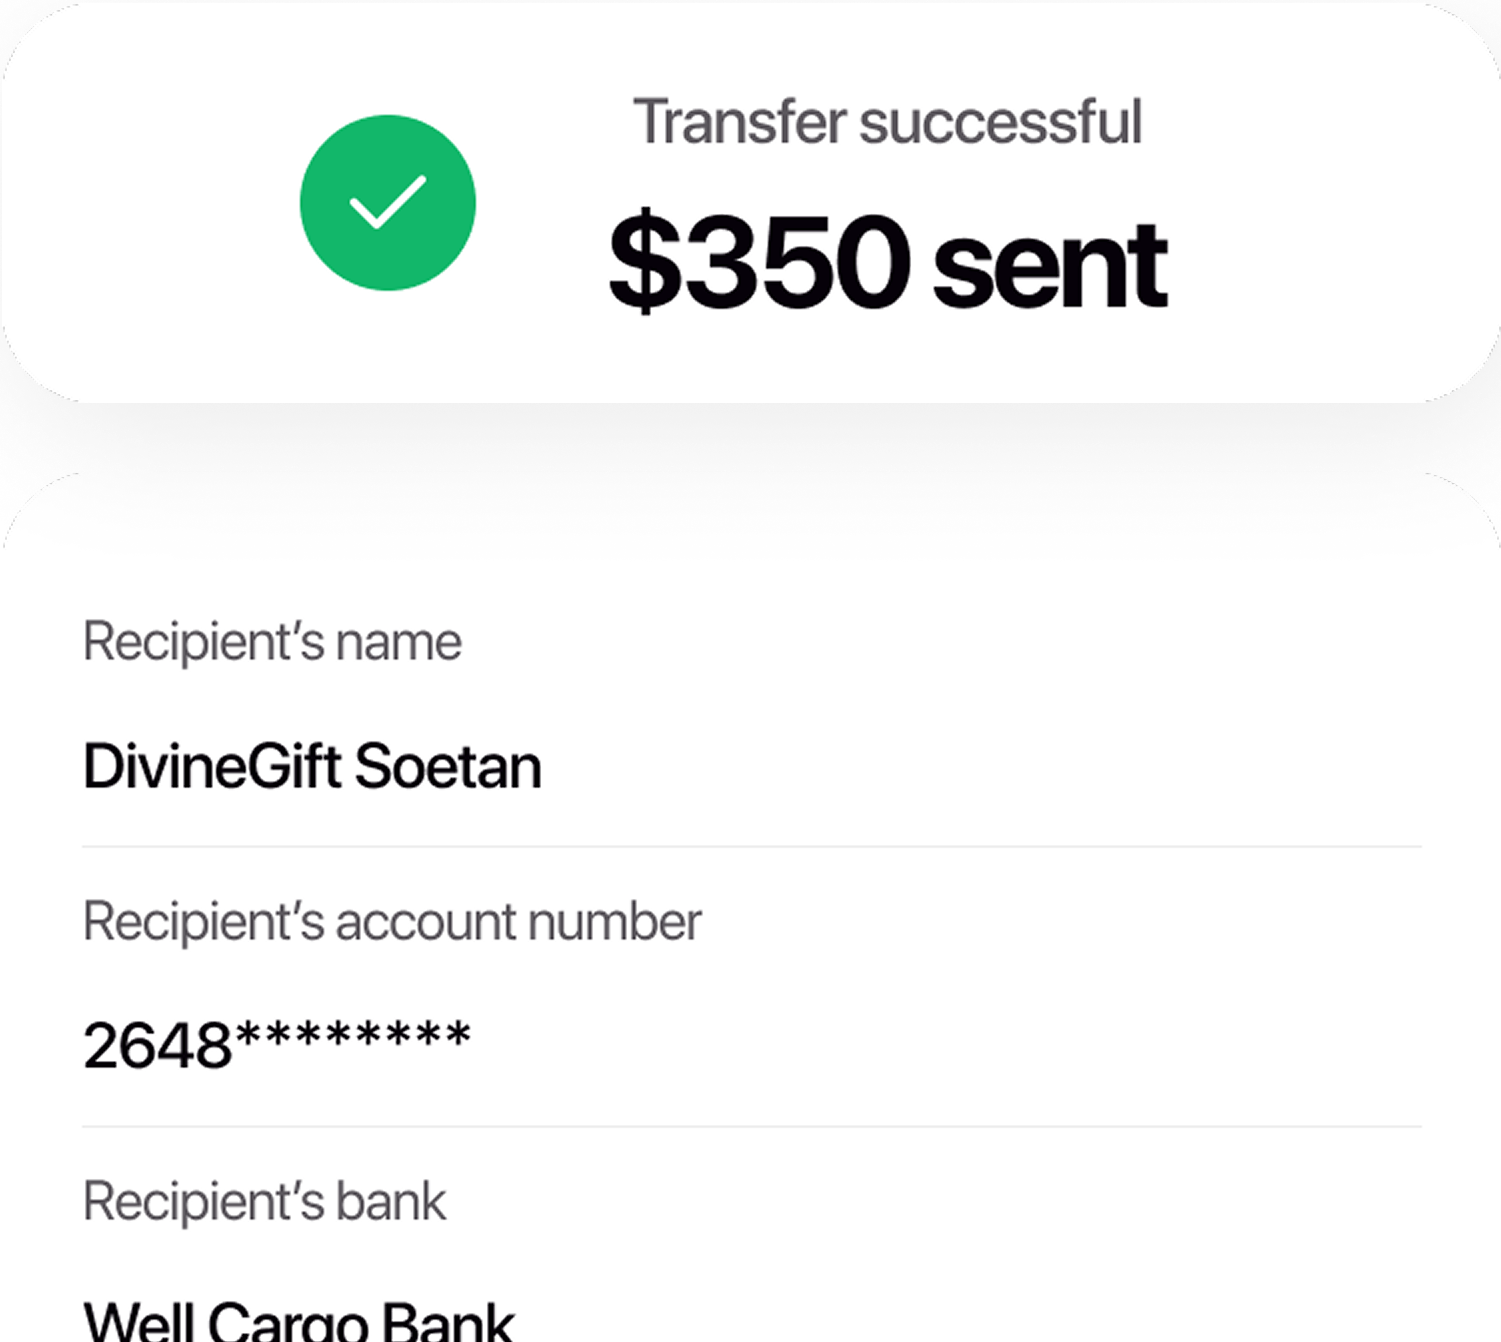 Transfer successful
$350 sent
Recipient’s name
DivineGift Soetan
Recipient’s account number
2648********
Recipient’s bank
Well Cargo Bank